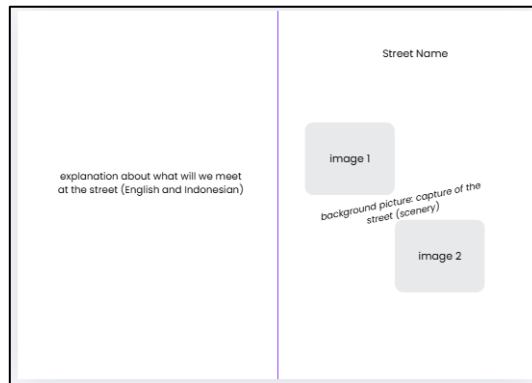 explanation about what will we meet
at the street (English and Indonesian)
Street Name
image 1
background picture: capture of the
street (scenery)
image 2